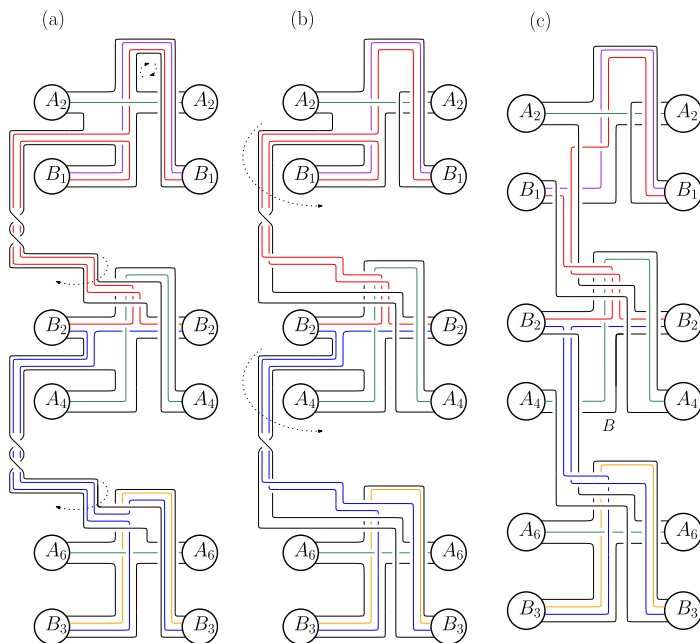 (a) (b) (c)
A2 A2 A2 A2 A2 A2
B1 B1 B1 B1 B1 B1
B2 B2 B2 B2 B2 B2
A4 A4 A4 A4 A4 A4
B
A6 A6 A6 A6 A6 A6
B3 B3 B3 B3 B3 B3